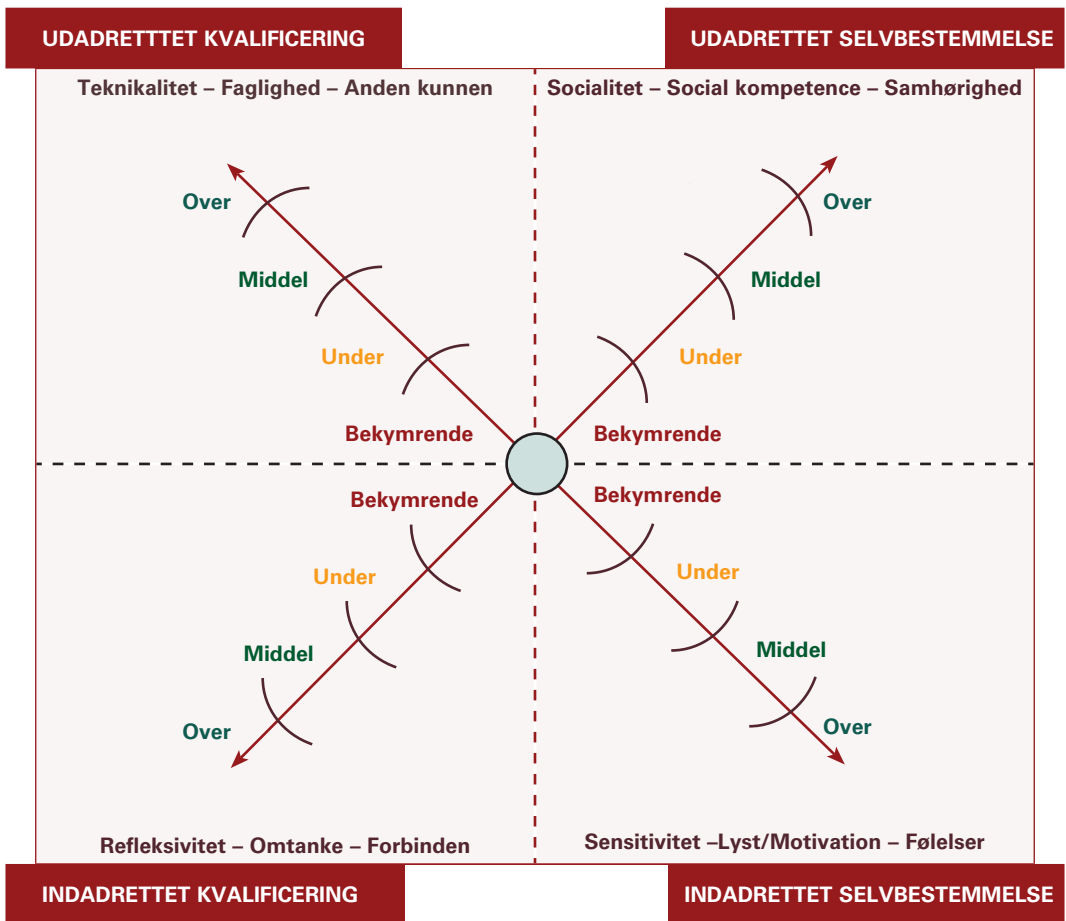 UDADRETTTET KVALIFICERING
UDADRETTET SELVBESTEMMELSE
Teknikalitet – Faglighed – Anden kunnen
Socialitet – Social kompetence – Samhørighed
Over
Over
Middel
Middel
Under
Under
Bekymrende
Bekymrende
Bekymrende
Bekymrende
Under
Under
Middel
Middel
Over
Over
Refleksivitet – Omtanke – Forbinden
Sensitivitet –Lyst/Motivation – Følelser
INDADRETTET KVALIFICERING
INDADRETTET SELVBESTEMMELSE